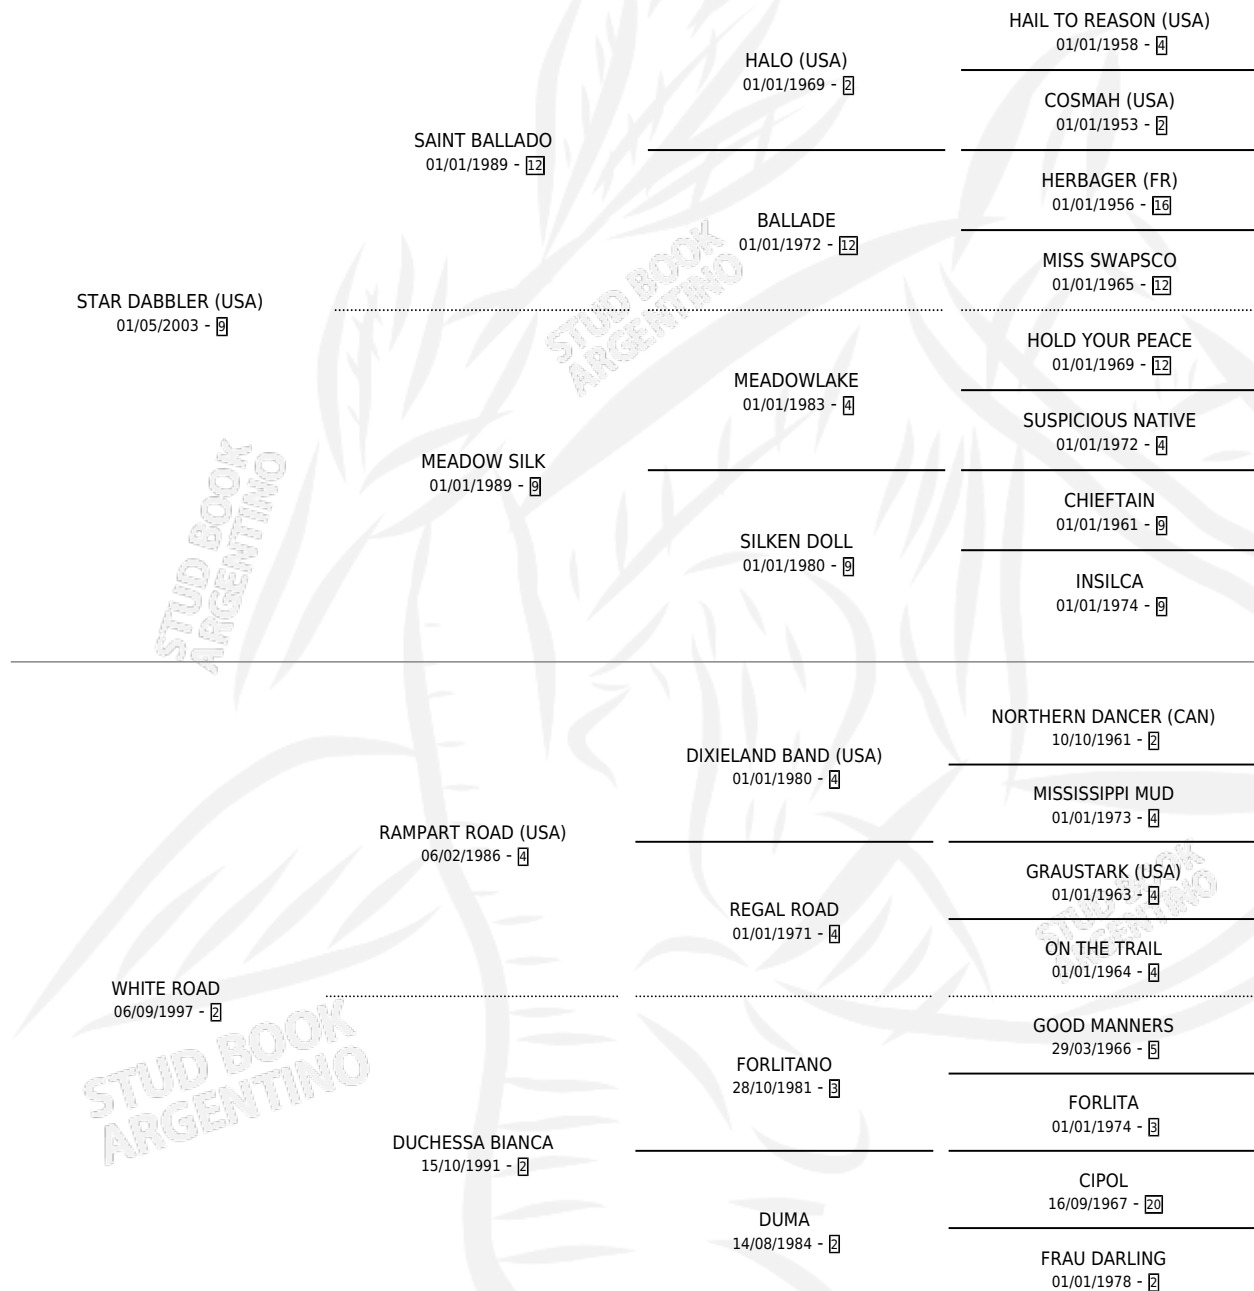 HAIL TO REASON (USA)
01/01/1958 - 4
HALO (USA)
01/01/1969 - 2
COSMAH (USA)
01/01/1953 - 2
SAINT BALLADO
01/01/1989 - 12
HERBAGER (FR)
01/01/1956 - 16
BALLADE
01/01/1972 - 12
MISS SWAPSCO
01/01/1965 - 12
STAR DABBLER (USA)
01/05/2003 - 9
STUD BOOK
ARGENTINO
HOLD YOUR PEACE
01/01/1969 - 12
MEADOWLAKE
01/01/1983 - 4
SUSPICIOUS NATIVE
01/01/1972 - 4
MEADOW SILK
01/01/1989 - 9
CHIEFTAIN
01/01/1961 - 9
SILKEN DOLL
01/01/1980 - 9
INSILCA
01/01/1974 - 9
STUD BOOK
ARGENTINO
NORTHERN DANCER (CAN)
10/10/1961 - 2
DIXIELAND BAND (USA)
01/01/1980 - 4
MISSISSIPPI MUD
01/01/1973 - 4
RAMPART ROAD (USA)
06/02/1986 - 4
GRAUSTARK (USA)
01/01/1963 - 4
REGAL ROAD
01/01/1971 - 4
STUD BOOK
ARGENTINO
ON THE TRAIL
01/01/1964 - 4
WHITE ROAD
06/09/1997 - 2
STUD BOOK
ARGENTINO
GOOD MANNERS
29/03/1966 - 5
FORLITANO
28/10/1981 - 3
FORLITA
01/01/1974 - 3
DUCHESSA BIANCA
15/10/1991 - 2
CIPOL
16/09/1967 - 20
DUMA
14/08/1984 - 2
FRAU DARLING
01/01/1978 - 2